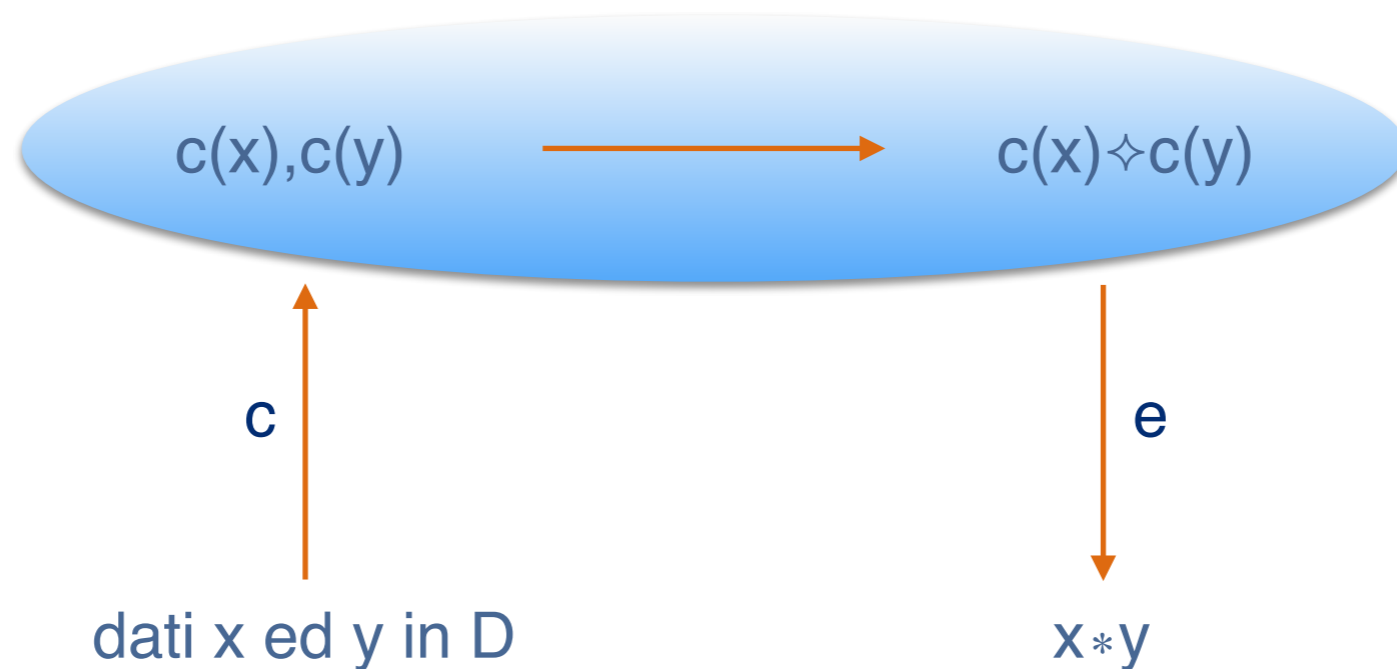 c(x),c(y)
c(x)✧c(y)
c
e
dati x ed y in D
x*y